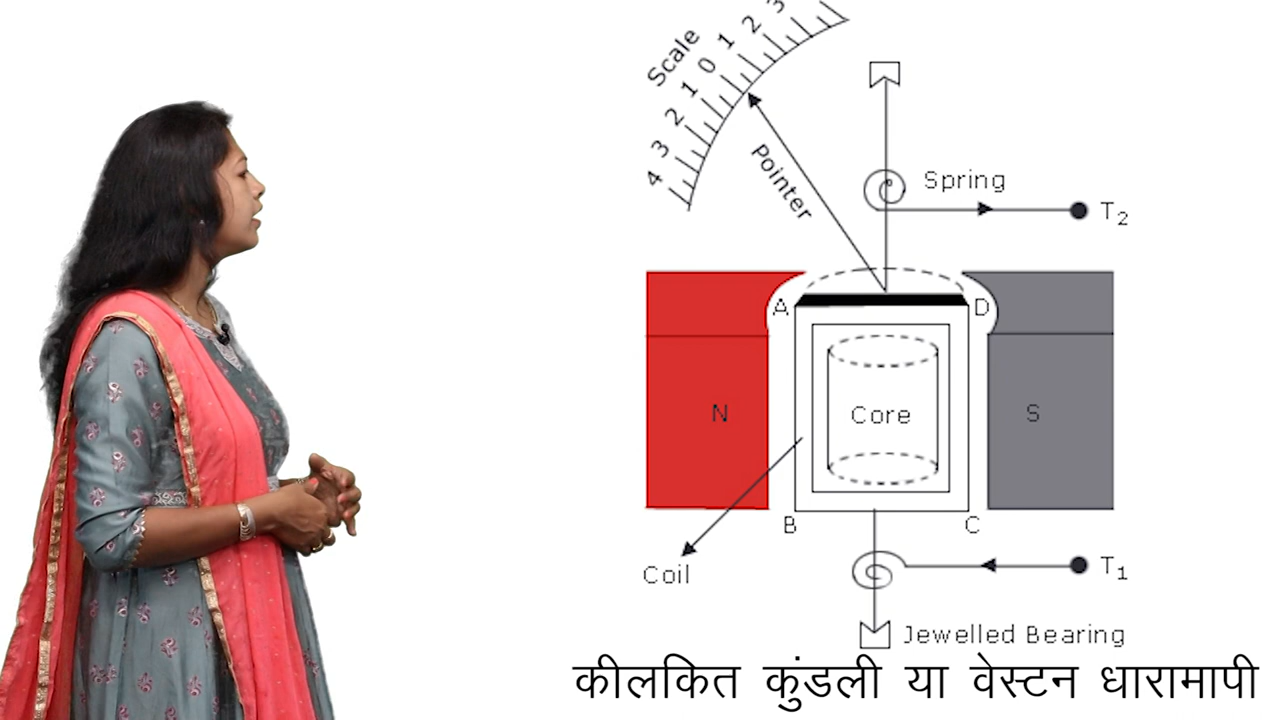 Scale
4 3 2 1 0 1 2 3
Pointer
Spring
T2
A
D
N
Core
S
B
C
Coil
T1
Jewelled Bearing
कीलकित कुंडली या वेस्टन धारामापी